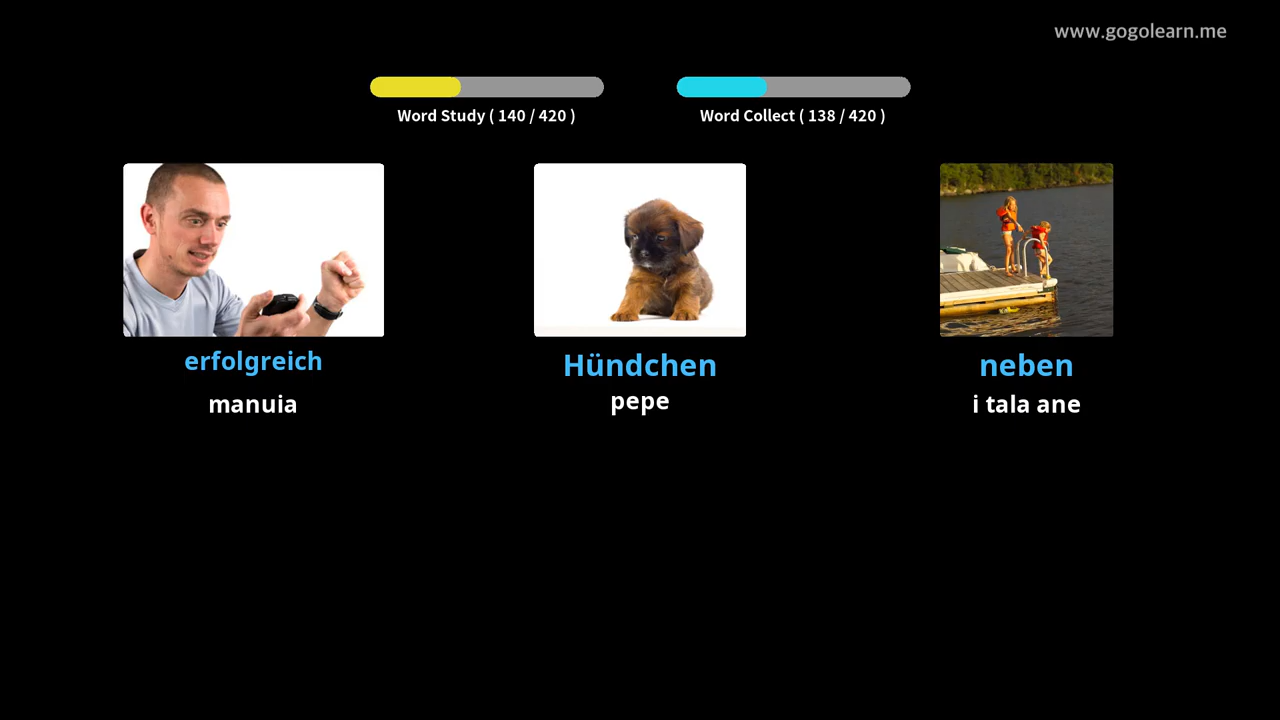 www.gogolearn.me
Word Study ( 140 / 420 )
Word Collect ( 138 / 420 )
erfolgreich
manuia
Hündchen
pepe
neben
i tala ane